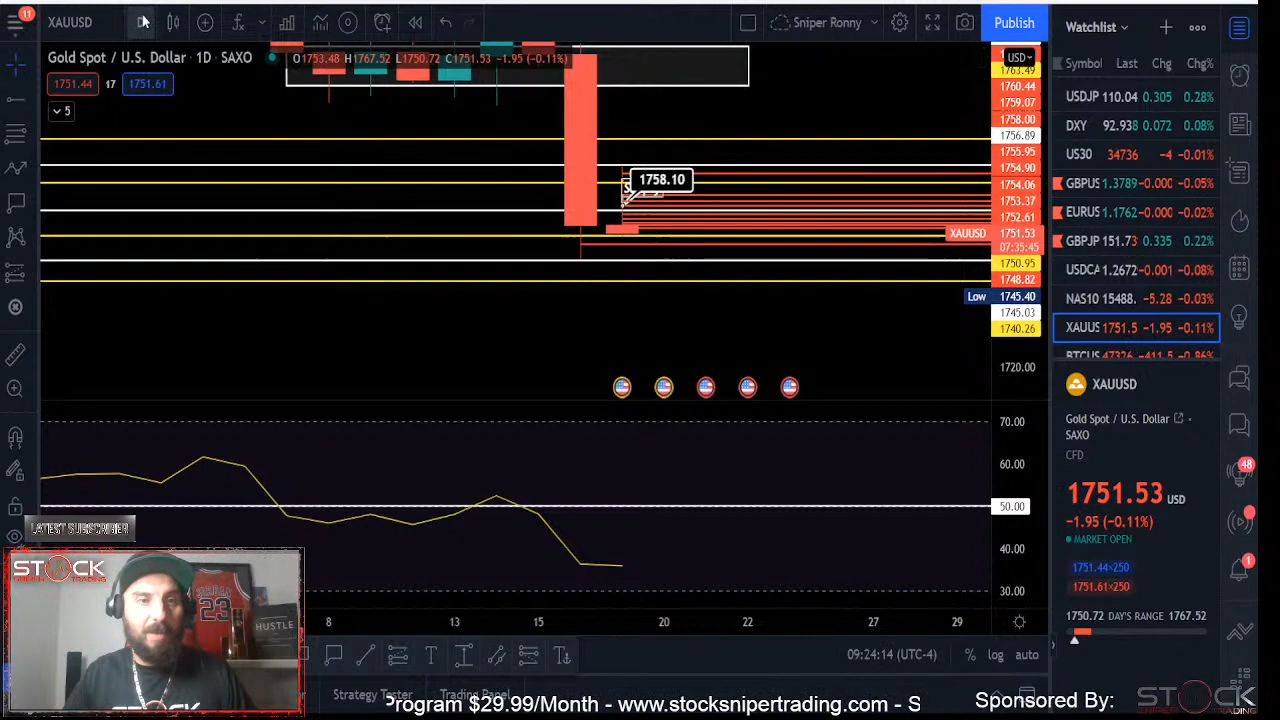 11
XAUUSD
D
Sniper Ronny
Publish
Watchlist
Gold Spot / U.S. Dollar · 1D · SAXO
O1753.48 H1767.52 L1750.72 C1751.53 −1.95 (−0.11%)
1751.44 17 1751.61
5
USD
1763.49
1760.44
1759.07
1758.00
1756.89
1755.95
1754.90
1754.06
1753.37
1752.61
XAUUSD 1751.53
07:35:45
1750.95
1748.82
Low 1745.40
1745.03
1740.26
1720.00
1758.10
70.00
60.00
50.00
40.00
30.00
8 13 15 20 22 27 29
Symbol Last Chg Chg%
USDJP 110.04 0.305 0.28%
DXY 92.938 0.072 0.08%
US30 34736 −4 −0.01%
GBPUS 1.3789 −0.000 −0.05%
EURUS 1.1762 −0.000 −0.02%
GBPJP 151.73 0.335 0.22%
USDCA 1.2672 −0.001 −0.08%
NAS10 15488. −5.28 −0.03%
XAUUS 1751.5 −1.95 −0.11%
BTCUS 47326 −411.5 −0.86%
XAUUSD
Gold Spot / U.S. Dollar
SAXO
CFD
1751.53 USD
−1.95 (−0.11%)
MARKET OPEN
1751.44×250
1751.61×250
1750.72 DAY'S RANGE 1767.52
48
1
LATEST SUBSCRIBER
STOCK
SNIPER TRADING
23
HUSTLE
09:24:14 (UTC-4) % log auto
Strategy Tester Trading Panel
Program $29.99/Month - www.stocksnipertrading.com - S
Sponsored By:
STOCK
SNIPER TRADING